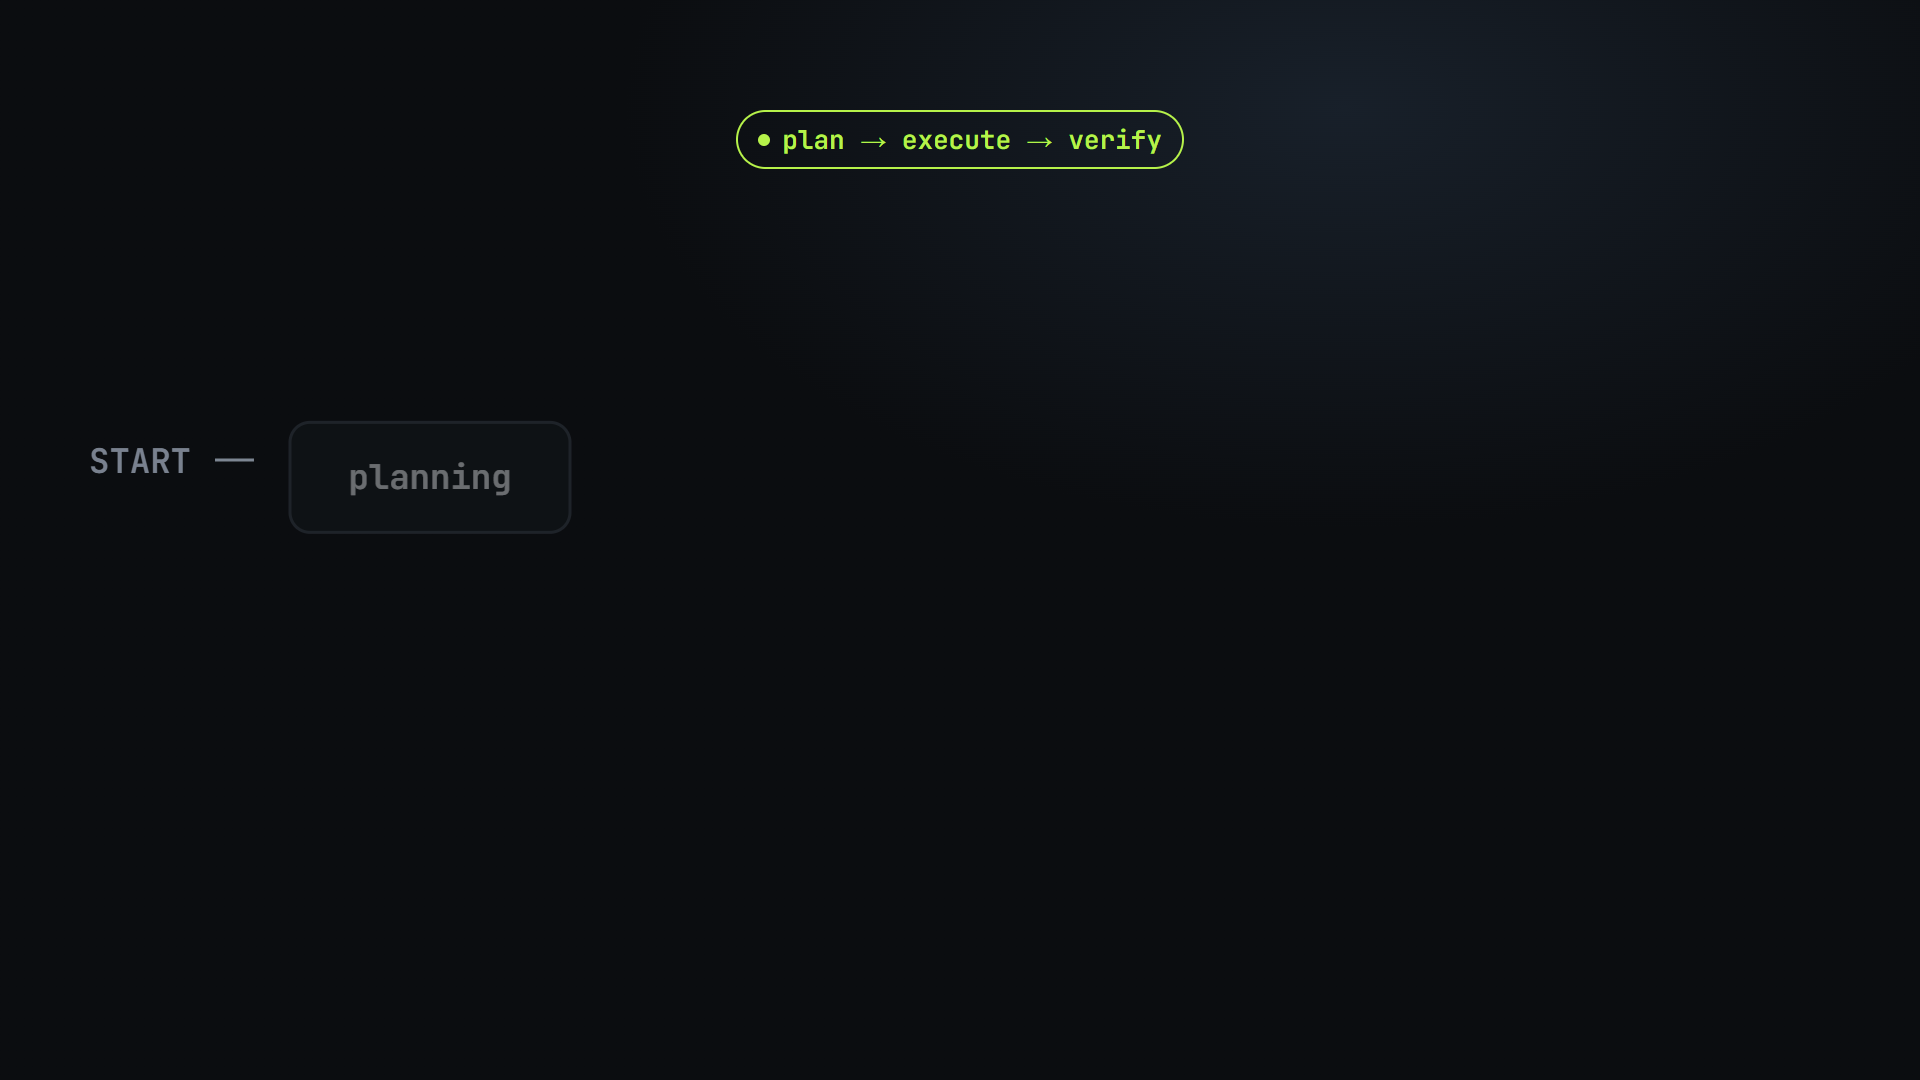 plan → execute → verify
START
planning